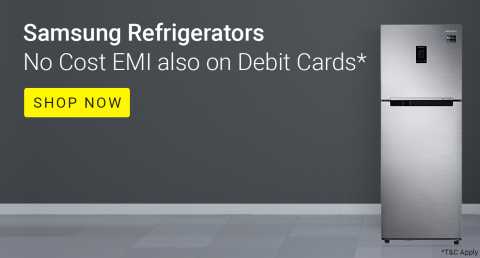 Samsung Refrigerators
No Cost EMI also on Debit Cards*
SHOP NOW
*T&C Apply